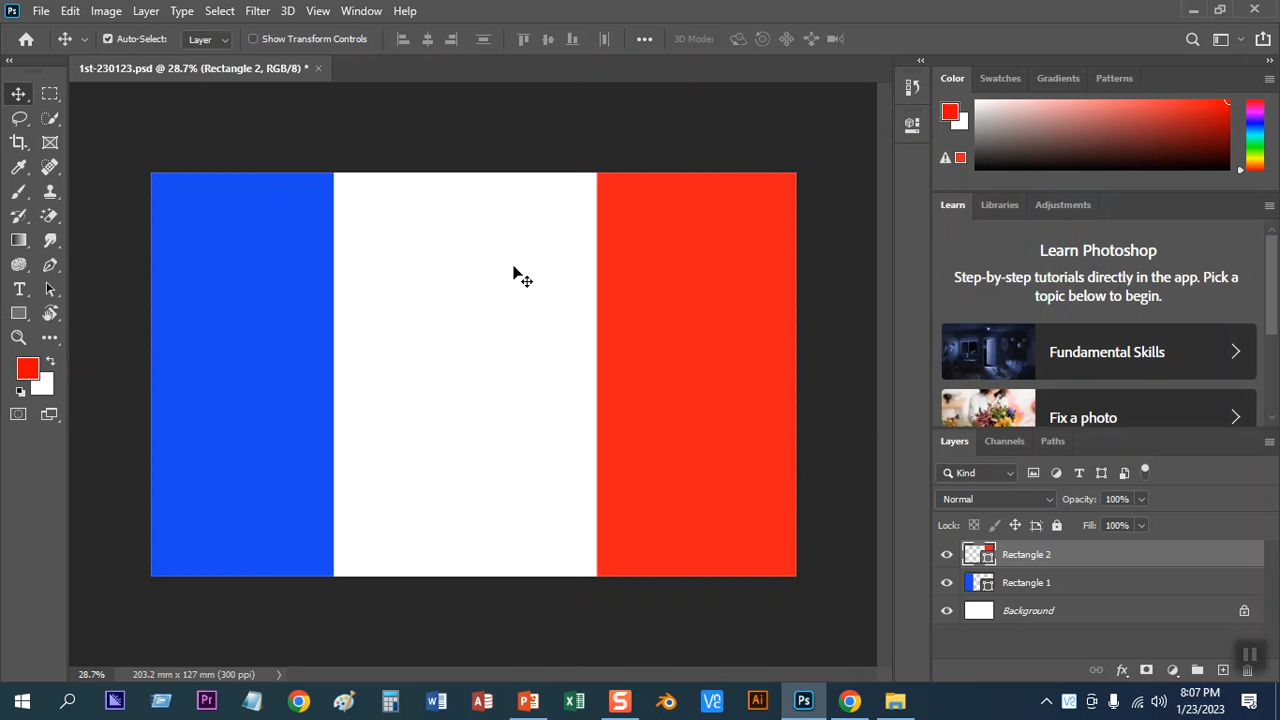 Ps File Edit Image Layer Type Select Filter 3D View Window Help
Auto-Select: Layer Show Transform Controls 3D Mode:
1st-230123.psd @ 28.7% (Rectangle 2, RGB/8) *
Color Swatches Gradients Patterns
Learn Libraries Adjustments
Learn Photoshop
Step-by-step tutorials directly in the app. Pick a
topic below to begin.
Fundamental Skills
Fix a photo
Layers Channels Paths
Kind
Normal Opacity: 100%
Lock: Fill: 100%
Rectangle 2
Rectangle 1
Background
28.7% 203.2 mm x 127 mm (300 ppi)
8:07 PM
1/23/2023